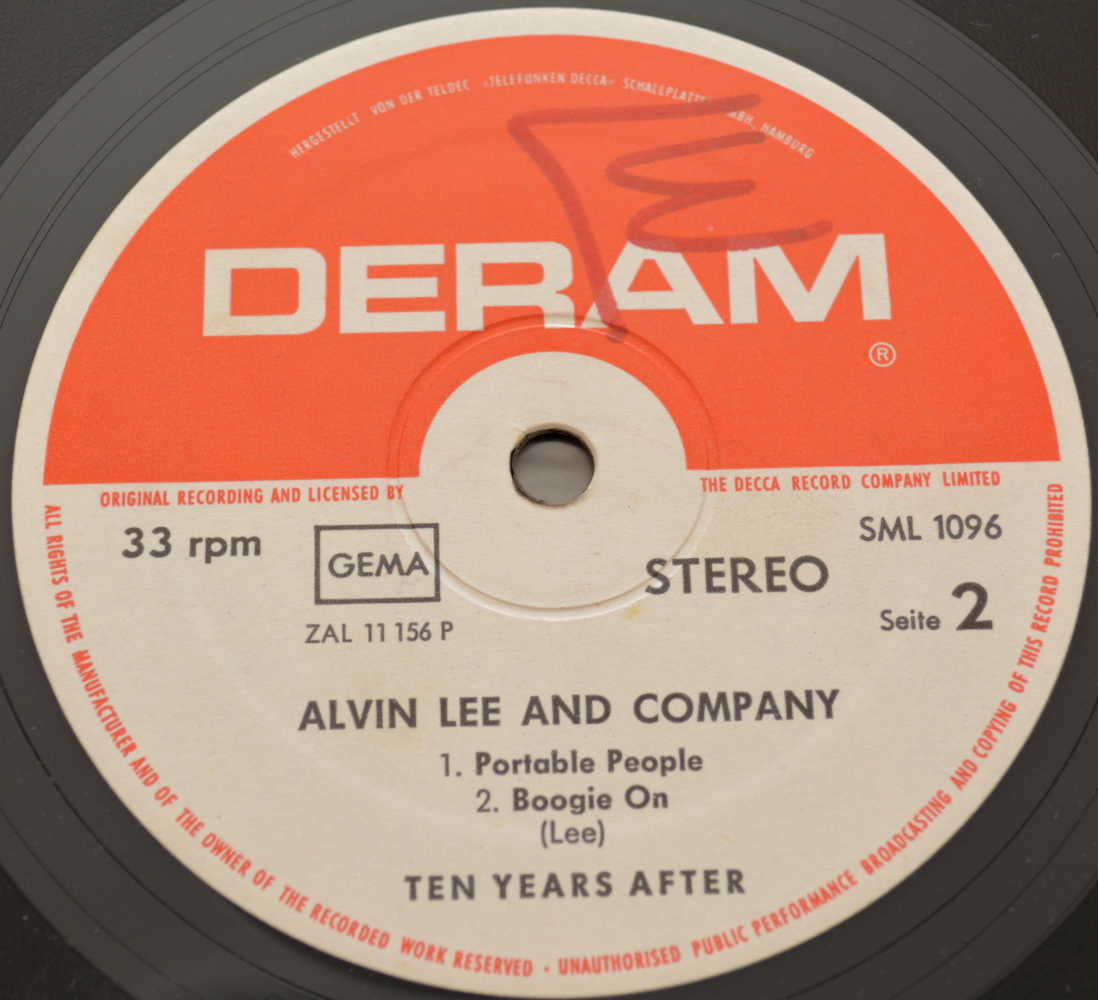 HERGESTELLT VON DER TELDEC »TELEFUNKEN DECCA« SCHALLPLATTEN GMBH., HAMBURG
DERAM
®
ORIGINAL RECORDING AND LICENSED BY THE DECCA RECORD COMPANY LIMITED
33 rpm
GEMA
STEREO
SML 1096
Seite 2
ZAL 11 156 P
ALVIN LEE AND COMPANY
1. Portable People
2. Boogie On
(Lee)
TEN YEARS AFTER
ALL RIGHTS OF THE MANUFACTURER AND OF THE OWNER OF THE RECORDED WORK RESERVED • UNAUTHORISED PUBLIC PERFORMANCE BROADCASTING AND COPYING OF THIS RECORD PROHIBITED